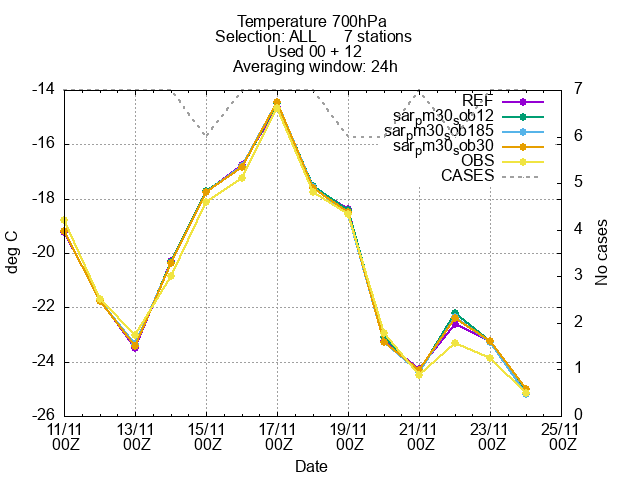 Temperature 700hPa
Selection: ALL 7 stations
Used 00 + 12
Averaging window: 24h
REF
sarpm30sob12
sarpm30sob185
sarpm30sob30
OBS
CASES
deg C
-14
-16
-18
-20
-22
-24
-26
No cases
7
6
5
4
3
2
1
0
11/11 13/11 15/11 17/11 19/11 21/11 23/11 25/11
00Z 00Z 00Z 00Z 00Z 00Z 00Z 00Z
Date